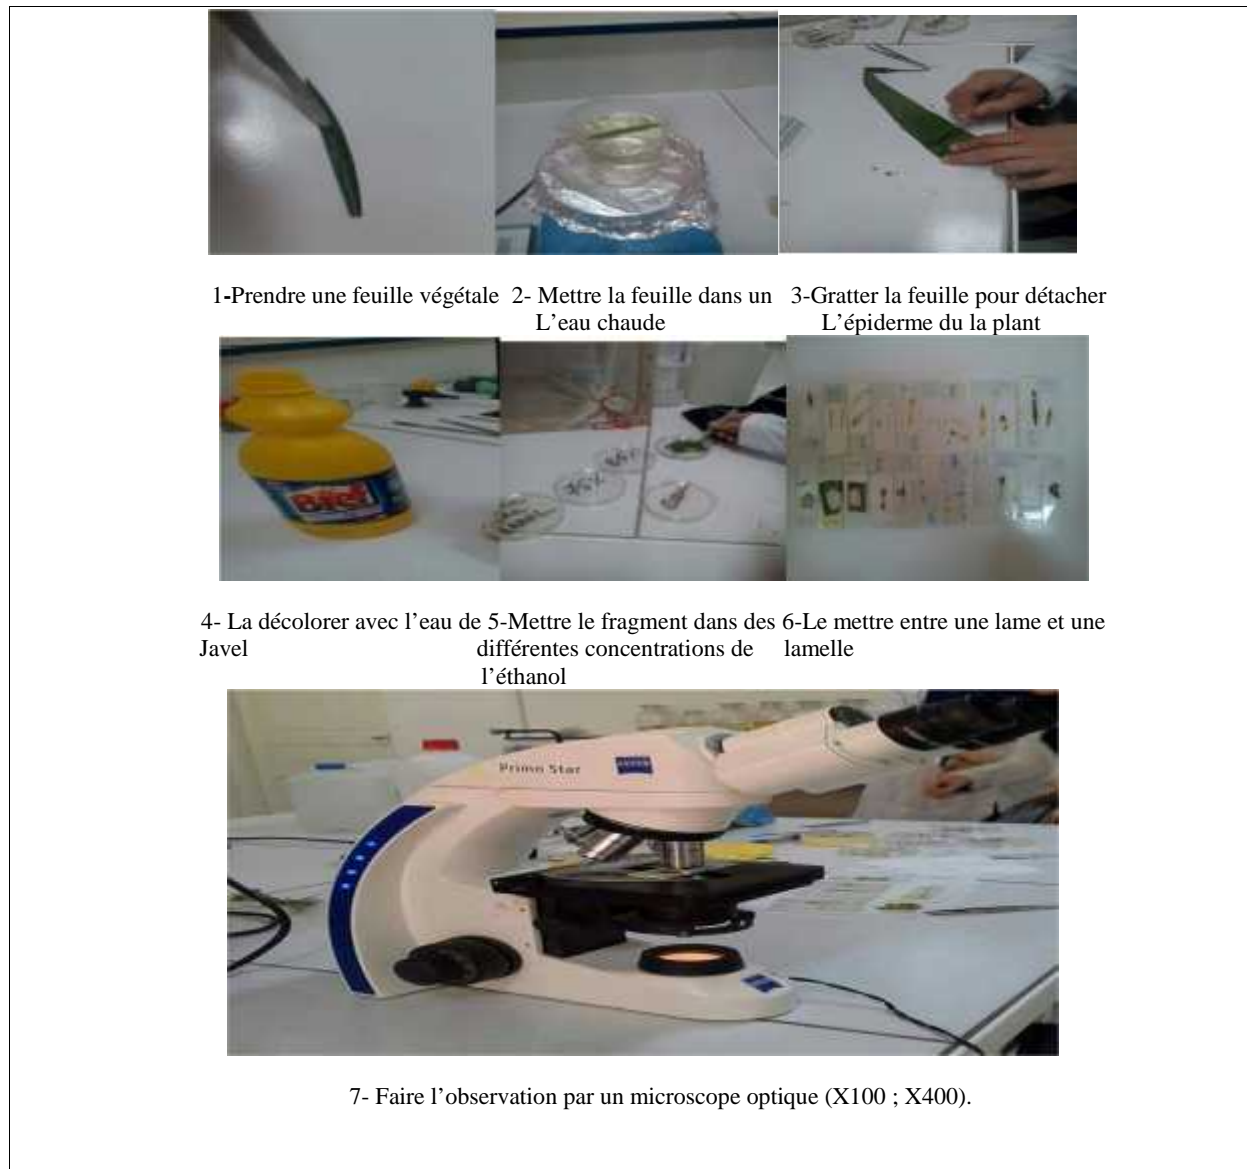 1-Prendre une feuille végétale 2- Mettre la feuille dans un 3-Gratter la feuille pour détacher
L’eau chaude L’épiderme du la plant
Bref
75%
4- La décolorer avec l’eau de 5-Mettre le fragment dans des 6-Le mettre entre une lame et une
Javel différentes concentrations de lamelle
l’éthanol
Primo Star
ZEISS
7- Faire l’observation par un microscope optique (X100 ; X400).